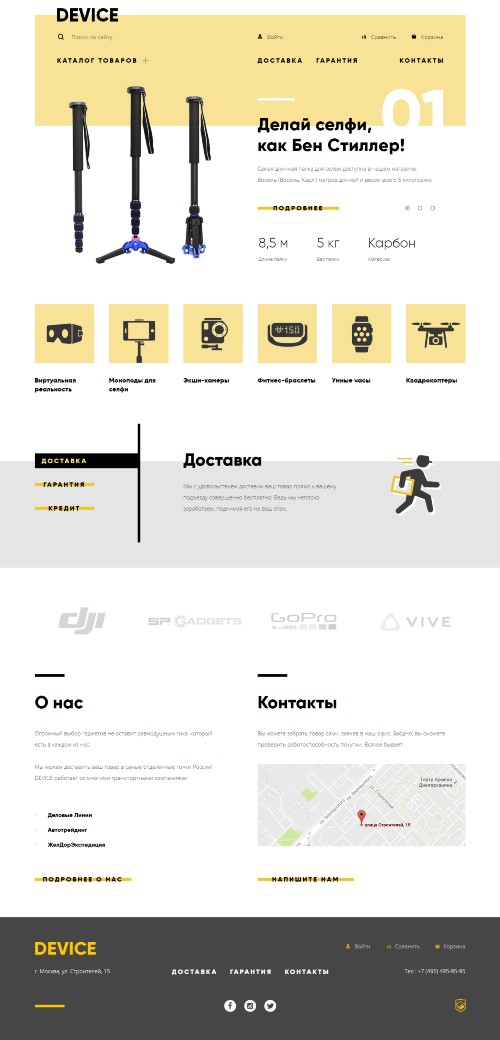 DEVICE
Поиск по сайту
Войти
Сравнить
Корзина
КАТАЛОГ ТОВАРОВ
ДОСТАВКА
ГАРАНТИЯ
КОНТАКТЫ
01
Делай селфи,
как Бен Стиллер!
Самая длинная палка для селфи доступна в нашем магазине.
Восемь (Восемь, Карл!) метров длиной и весом всего 5 килограмм.
ПОДРОБНЕЕ
8,5 м
5 кг
Карбон
Длина палки
Вес палки
Материал
Виртуальная
реальность
Моноподы для
селфи
Экшн-камеры
Фитнес-браслеты
Умные часы
Квадрокоптеры
ДОСТАВКА
ГАРАНТИЯ
КРЕДИТ
Доставка
Мы с удовольствием доставим ваш товар прямо к вашему
подъезду совершенно бесплатно! Ведь мы неплохо
заработаем, поднимая его на ваш этаж.
dji
SP GADGETS
GoPro
VIVE
О нас
Огромный выбор гаджетов не оставит равнодушным гика, который
есть в каждом из нас.
Мы можем доставить ваш товар в самые отдаленные точки России!
DEVICE работает со многими транспортными компаниями:
Деловые Линии
Автотрейдинг
ЖелДорЭкспедиция
ПОДРОБНЕЕ О НАС
Контакты
Вы можете забрать товар сами, заехав в наш офис. Заодно, вы сможете
проверить работоспособность покупки. Всякое бывает.
Театр Армена
Джигарханяна
улица Строителей, 15
НАПИШИТЕ НАМ
DEVICE
Войти
Сравнить
Корзина
г. Москва, ул. Строителей, 15
ДОСТАВКА
ГАРАНТИЯ
КОНТАКТЫ
Тел.: +7 (495) 495-95-95